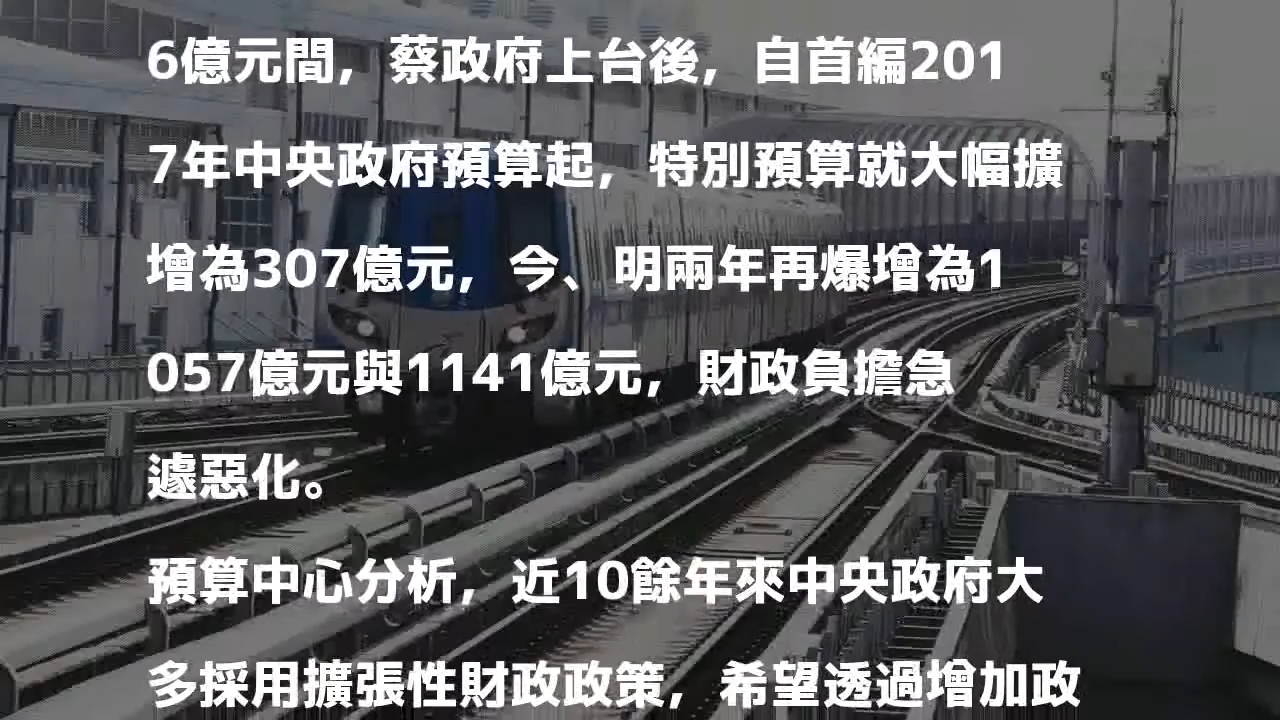 6億元間，蔡政府上台後，自首編201
7年中央政府預算起，特別預算就大幅擴
增為307億元，今、明兩年再爆增為1
057億元與1141億元，財政負擔急
遽惡化。
預算中心分析，近10餘年來中央政府大
多採用擴張性財政政策，希望透過增加政